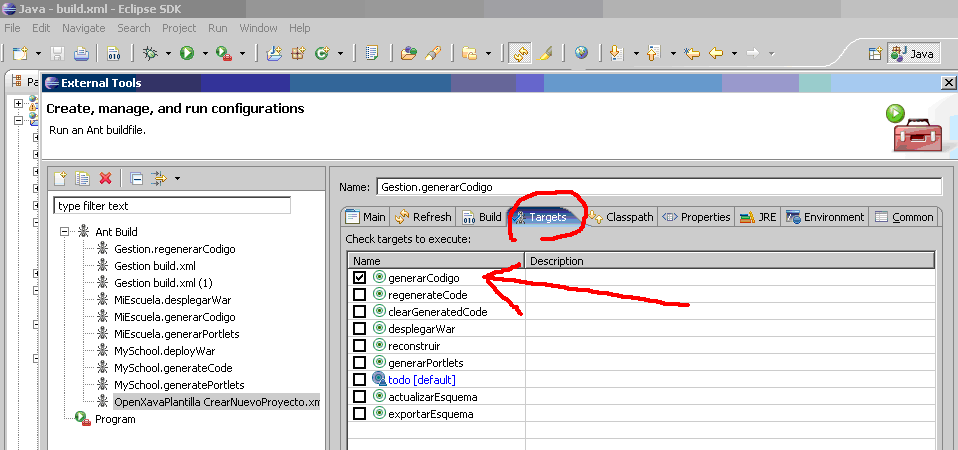 Java - build.xml - Eclipse SDK
File Edit Navigate Search Project Run Window Help
Java
Pa
External Tools
Create, manage, and run configurations
Run an Ant buildfile.
Name: Gestion.generarCodigo
type filter text
Main Refresh Build Targets Classpath Properties JRE Environment Common
Check targets to execute:
Name Description
Ant Build
Gestion.regenerarCodigo
Gestion build.xml
Gestion build.xml (1)
MiEscuela.desplegarWar
MiEscuela.generarCodigo
MiEscuela.generarPortlets
MySchool.deployWar
MySchool.generateCode
MySchool.generatePortlets
OpenXavaPlantilla CrearNuevoProyecto.xm
Program
generarCodigo
regenerateCode
clearGeneratedCode
desplegarWar
reconstruir
generarPortlets
todo [default]
actualizarEsquema
exportarEsquema